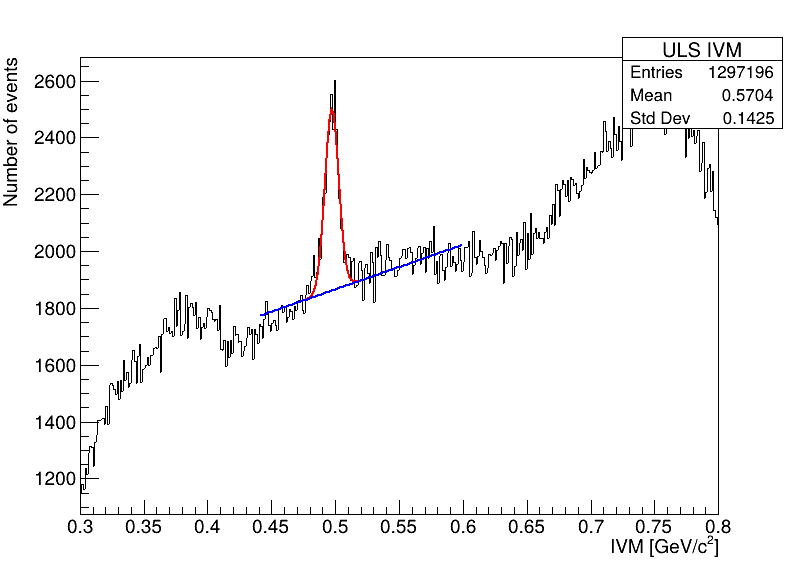 ULS IVM
Entries 1297196
Mean 0.5704
Std Dev 0.1425
Number of events
2600
2400
2200
2000
1800
1600
1400
1200
0.3 0.35 0.4 0.45 0.5 0.55 0.6 0.65 0.7 0.75 0.8
IVM [GeV/c²]